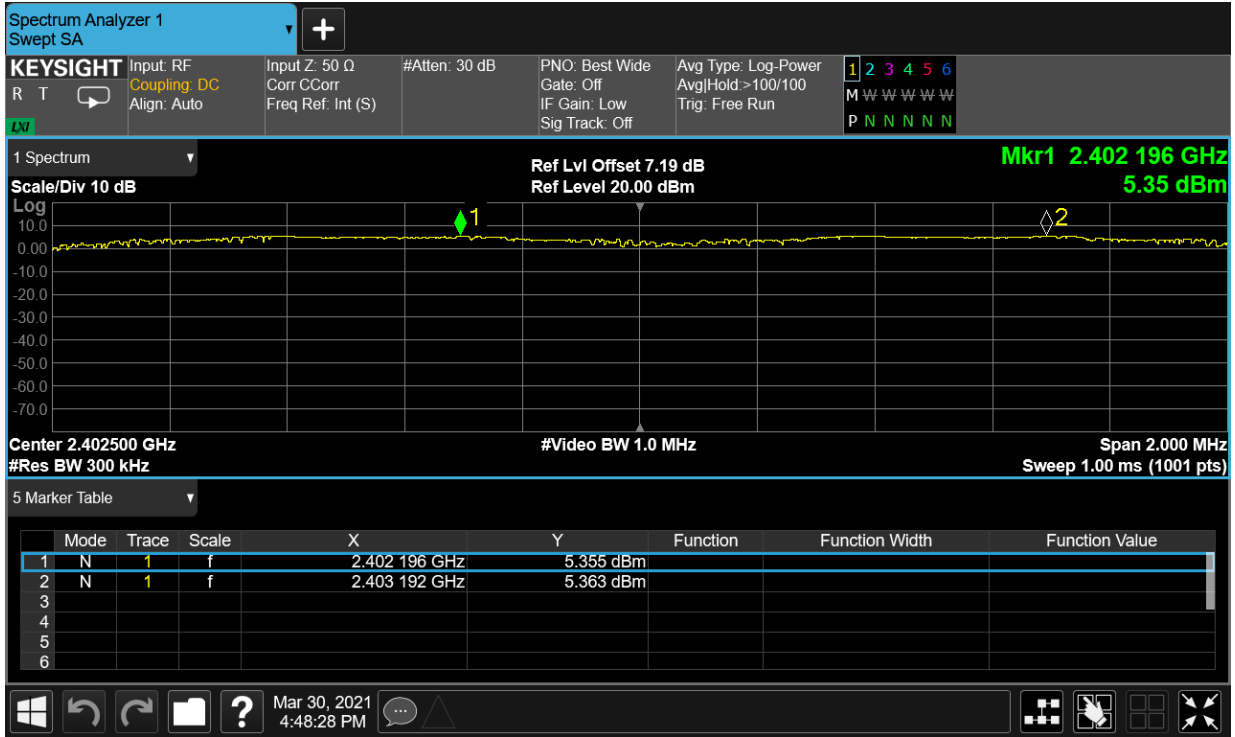 Spectrum Analyzer 1
Swept SA
+
KEYSIGHT
R T
LXI
Input: RF
Coupling: DC
Align: Auto
Input Z: 50 Ω
Corr CCorr
Freq Ref: Int (S)
#Atten: 30 dB
PNO: Best Wide
Gate: Off
IF Gain: Low
Sig Track: Off
Avg Type: Log-Power
Avg|Hold:>100/100
Trig: Free Run
1 2 3 4 5 6
M W W W W W
P N N N N N
1 Spectrum
Scale/Div 10 dB
Ref Lvl Offset 7.19 dB
Ref Level 20.00 dBm
Mkr1 2.402 196 GHz
5.35 dBm
Log
1
2
10.0
0.00
-10.0
-20.0
-30.0
-40.0
-50.0
-60.0
-70.0
Center 2.402500 GHz
#Res BW 300 kHz
#Video BW 1.0 MHz
Span 2.000 MHz
Sweep 1.00 ms (1001 pts)
5 Marker Table
Mode Trace Scale X Y Function Function Width Function Value
1 N 1 f 2.402 196 GHz 5.355 dBm
2 N 1 f 2.403 192 GHz 5.363 dBm
3
4
5
6
?
Mar 30, 2021
4:48:28 PM